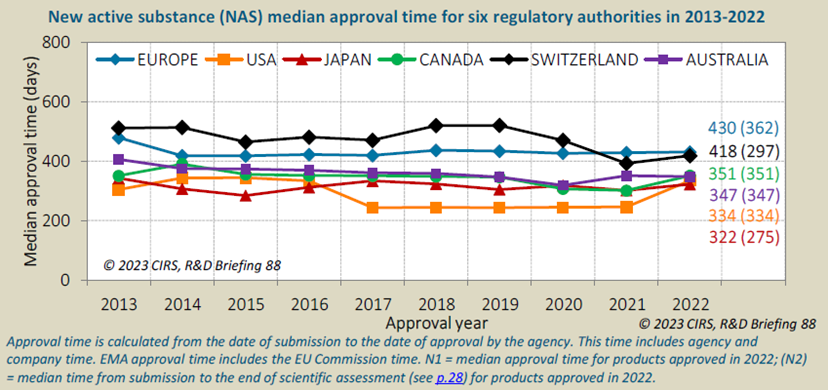 New active substance (NAS) median approval time for six regulatory authorities in 2013-2022
800
EUROPE USA JAPAN CANADA SWITZERLAND AUSTRALIA
Median approval time (days)
600
430 (362)
418 (297)
400
351 (351)
347 (347)
334 (334)
200
322 (275)
0
© 2023 CIRS, R&D Briefing 88
2013 2014 2015 2016 2017 2018 2019 2020 2021 2022
Approval year
© 2023 CIRS, R&D Briefing 88
Approval time is calculated from the date of submission to the date of approval by the agency. This time includes agency and
company time. EMA approval time includes the EU Commission time. N1 = median approval time for products approved in 2022; (N2)
= median time from submission to the end of scientific assessment (see p.28) for products approved in 2022.